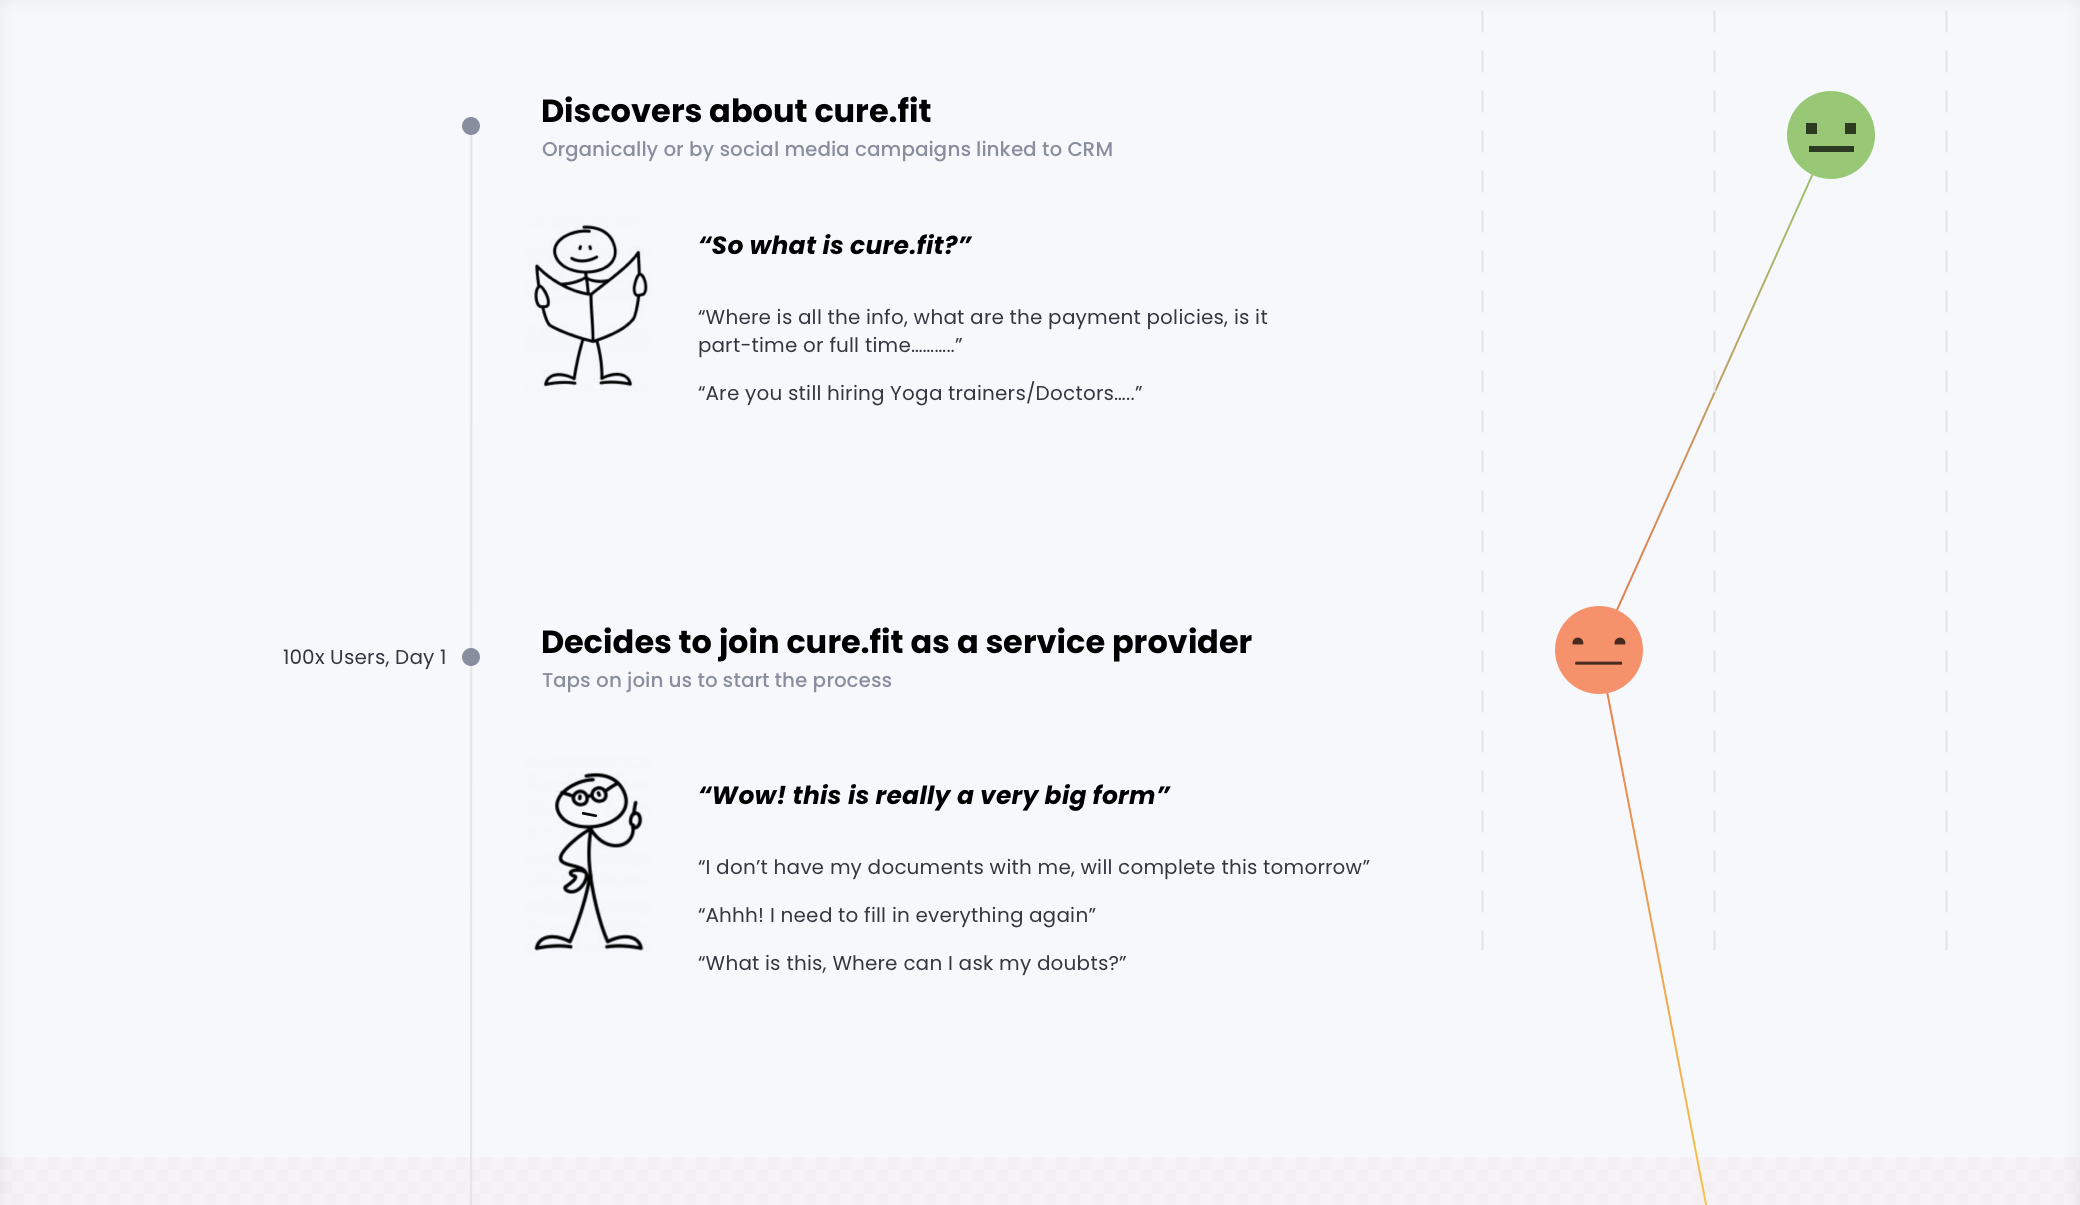 Discovers about cure.fit
Organically or by social media campaigns linked to CRM
“So what is cure.fit?”
“Where is all the info, what are the payment policies, is it
part-time or full time...........”
“Are you still hiring Yoga trainers/Doctors.....”
100x Users, Day 1
Decides to join cure.fit as a service provider
Taps on join us to start the process
“Wow! this is really a very big form”
“I don’t have my documents with me, will complete this tomorrow”
“Ahhh! I need to fill in everything again”
“What is this, Where can I ask my doubts?”